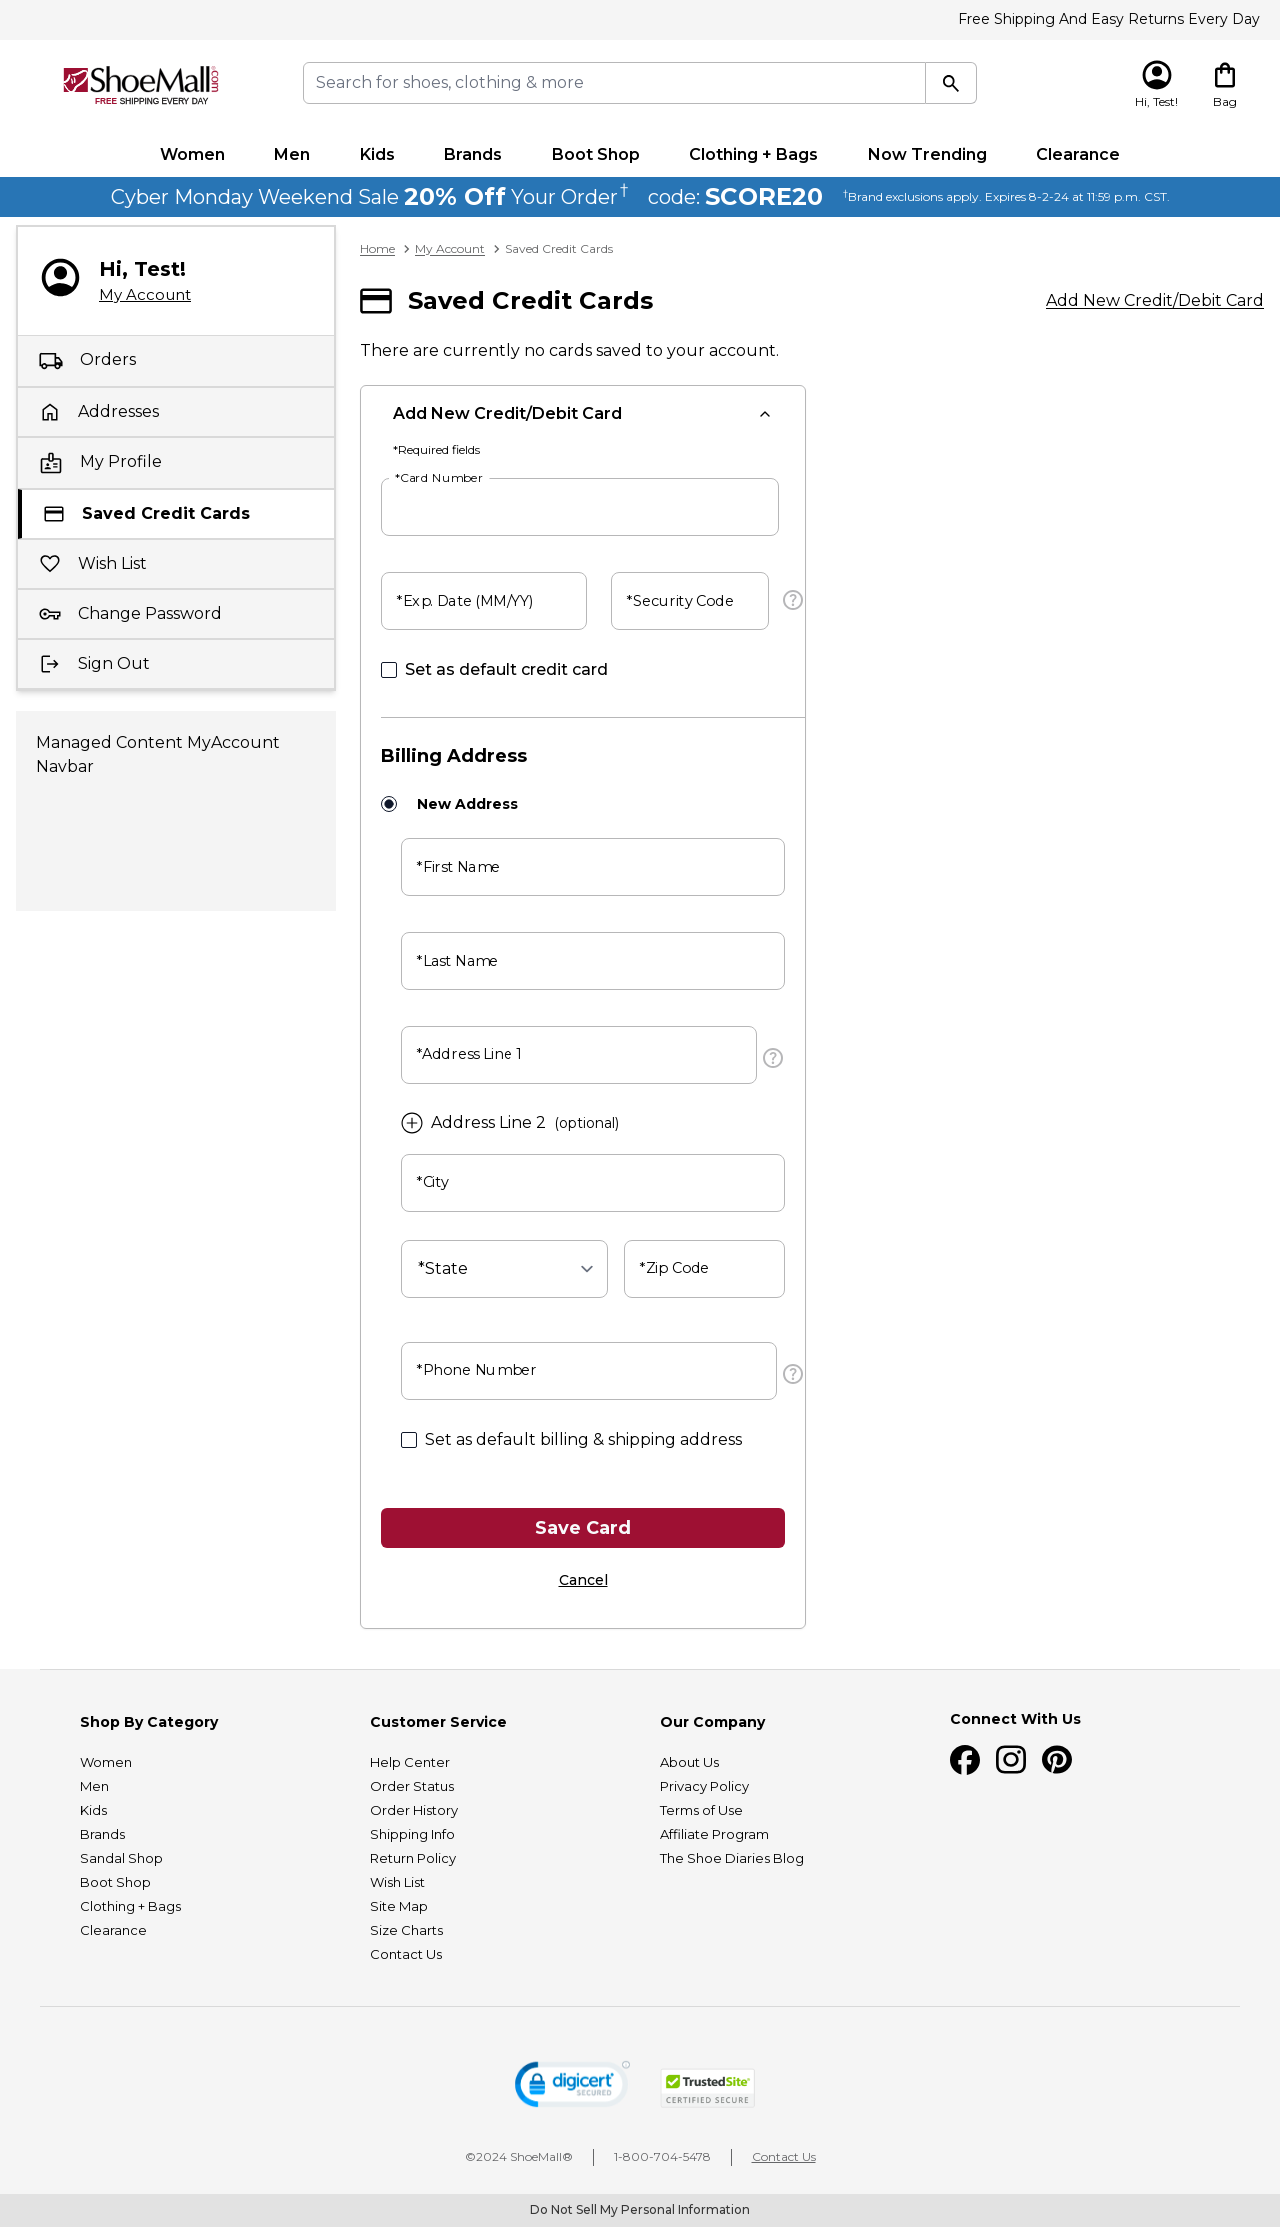 Free Shipping And Easy Returns Every Day
ShoeMall®.com
FREE SHIPPING EVERY DAY
Search for shoes, clothing & more
Hi, Test!
Bag
Women Men Kids Brands Boot Shop Clothing + Bags Now Trending Clearance
Cyber Monday Weekend Sale 20% Off Your Order† code: SCORE20 †Brand exclusions apply. Expires 8-2-24 at 11:59 p.m. CST.
Hi, Test!
My Account
Orders
Addresses
My Profile
Saved Credit Cards
Wish List
Change Password
Sign Out
Managed Content MyAccount
Navbar
Home > My Account > Saved Credit Cards
Saved Credit Cards
Add New Credit/Debit Card
There are currently no cards saved to your account.
Add New Credit/Debit Card
*Required fields
*Card Number
*Exp. Date (MM/YY)
*Security Code
Set as default credit card
Billing Address
New Address
*First Name
*Last Name
*Address Line 1
Address Line 2 (optional)
*City
*State
*Zip Code
*Phone Number
Set as default billing & shipping address
Save Card
Cancel
Shop By Category
Women
Men
Kids
Brands
Sandal Shop
Boot Shop
Clothing + Bags
Clearance
Customer Service
Help Center
Order Status
Order History
Shipping Info
Return Policy
Wish List
Site Map
Size Charts
Contact Us
Our Company
About Us
Privacy Policy
Terms of Use
Affiliate Program
The Shoe Diaries Blog
Connect With Us
digicert®
SECURED
TrustedSite®
CERTIFIED SECURE
©2024 ShoeMall® | 1-800-704-5478 | Contact Us
Do Not Sell My Personal Information